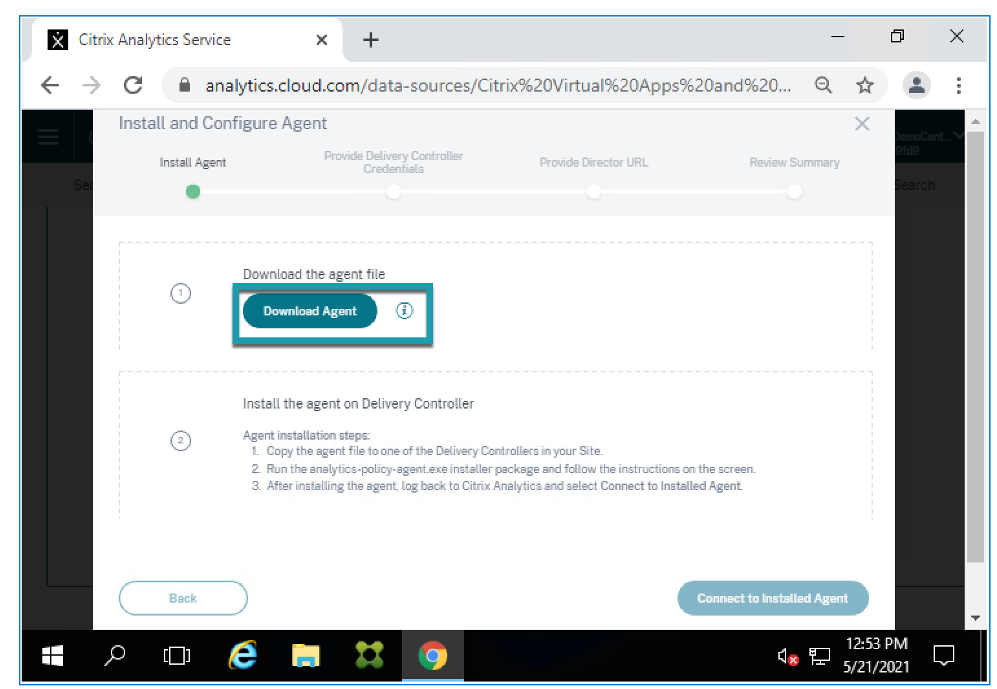 Citrix Analytics Service
analytics.cloud.com/data-sources/Citrix%20Virtual%20Apps%20and%20...
Install and Configure Agent
DemoCent...
Install Agent
Provide Delivery Controller
Credentials
Provide Director URL
Review Summary
Search
1
Download the agent file
Download Agent
i
2
Install the agent on Delivery Controller
Agent installation steps:
1. Copy the agent file to one of the Delivery Controllers in your Site.
2. Run the analytics-policy-agent.exe installer package and follow the instructions on the screen.
3. After installing the agent, log back to Citrix Analytics and select Connect to Installed Agent.
Back
Connect to Installed Agent
12:53 PM
5/21/2021